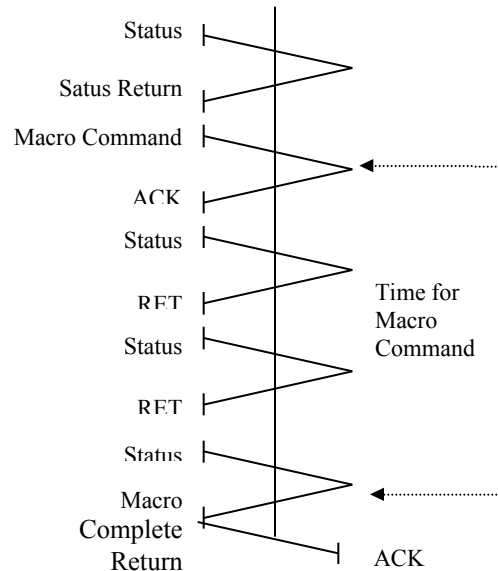 Status
Satus Return
Macro Command
ACK
Status
RET
Time for
Macro
Command
Status
RET
Status
Macro
Complete
Return
ACK